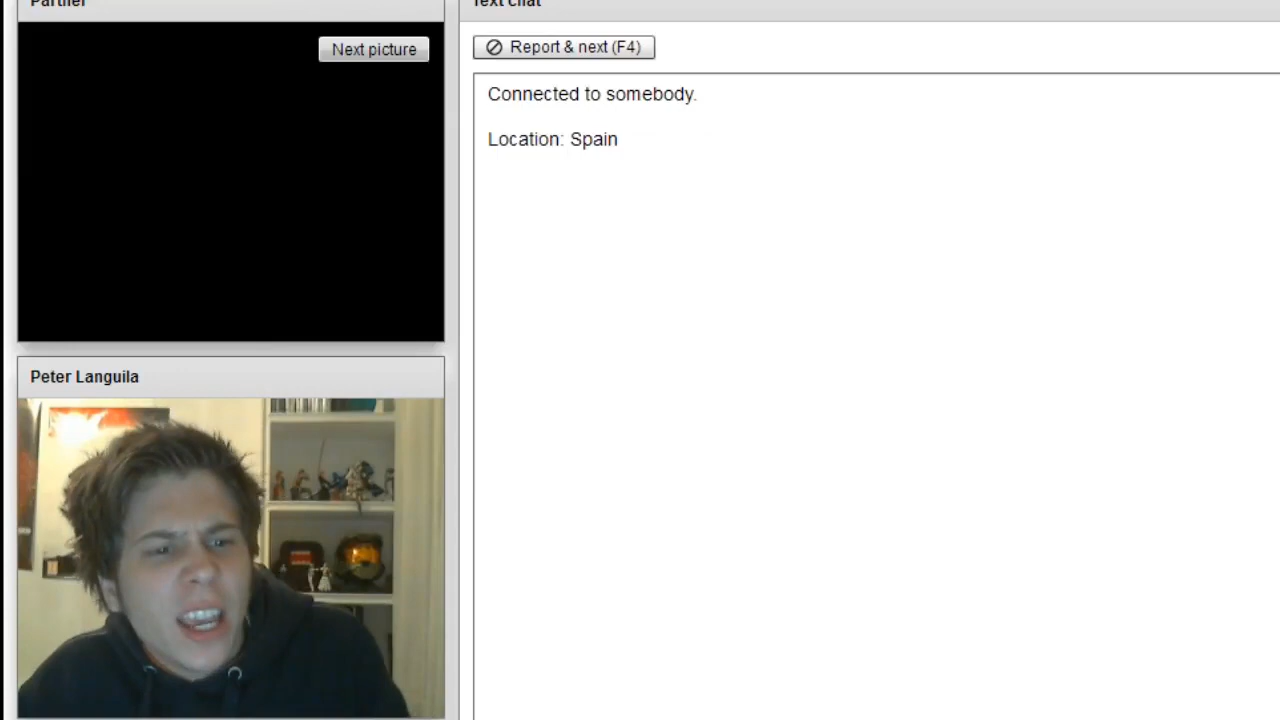 Partner
Text chat
Next picture
Report & next (F4)
Connected to somebody.
Location: Spain
Peter Languila